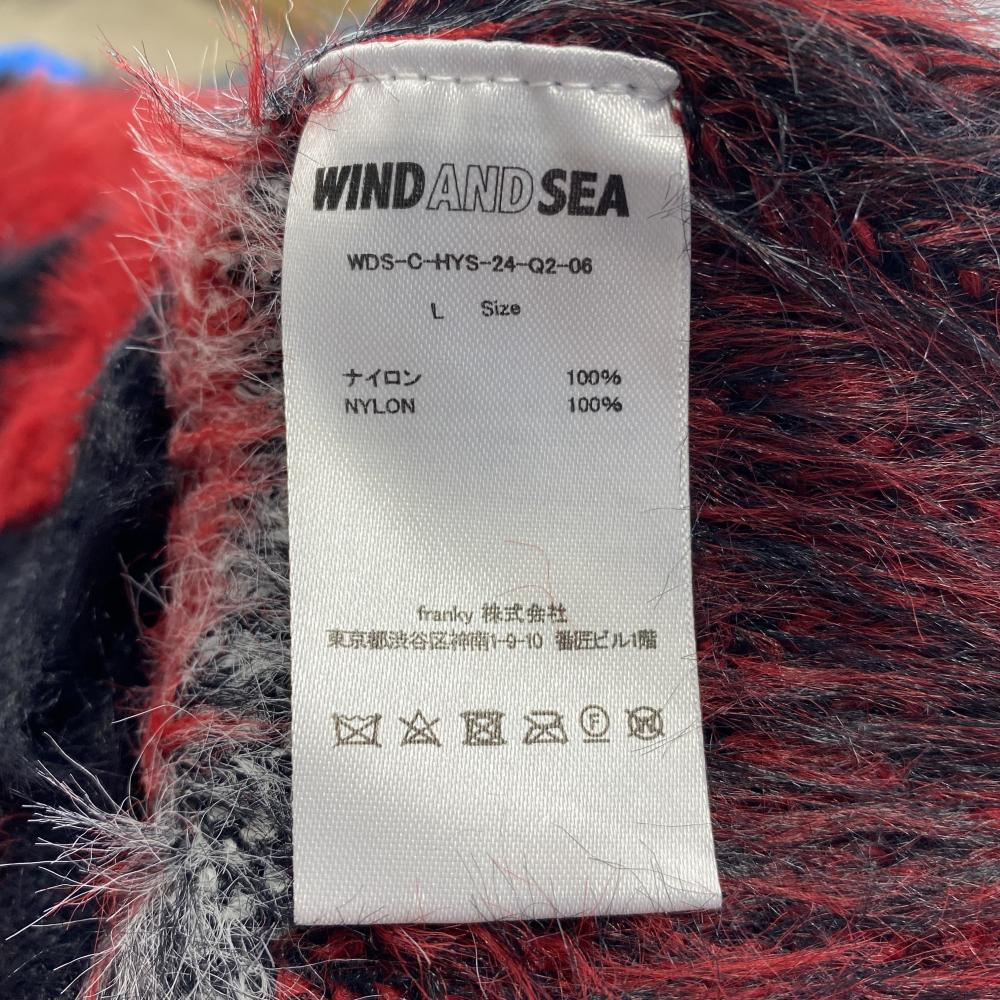 WIND AND SEA
WDS-C-HYS-24-Q2-06
L Size
ナイロン 100%
NYLON 100%
franky 株式会社
東京都渋谷区神南1-9-10 番匠ビル1階
F
W